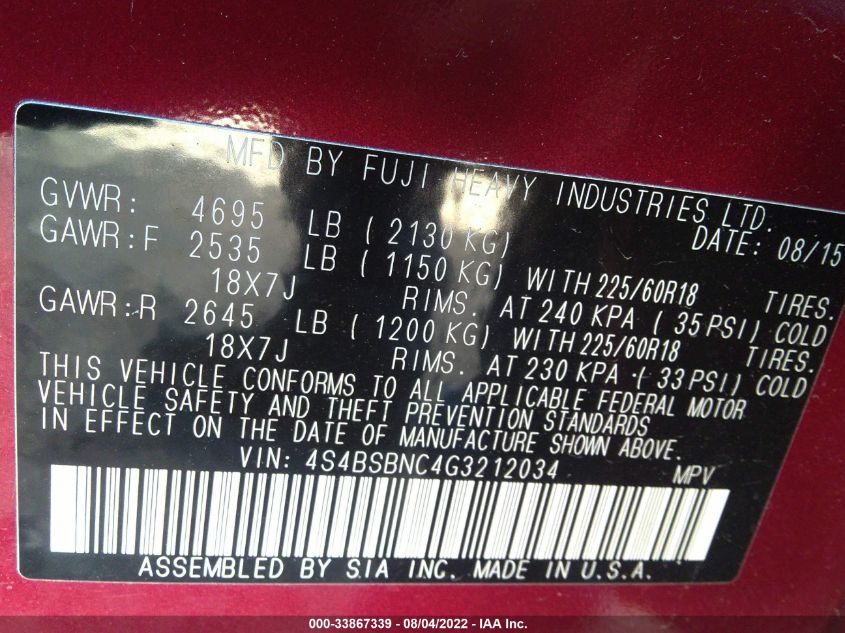 MFD BY FUJI HEAVY INDUSTRIES LTD.
GVWR: 4695 LB (2130 KG) DATE: 08/15
GAWR:F 2535 LB (1150 KG) WITH 225/60R18 TIRES.
18X7J RIMS. AT 240 KPA (35 PSI) COLD
GAWR:R 2645 LB (1200 KG) WITH 225/60R18 TIRES.
18X7J RIMS. AT 230 KPA (33 PSI) COLD
THIS VEHICLE CONFORMS TO ALL APPLICABLE FEDERAL MOTOR
VEHICLE SAFETY AND THEFT PREVENTION STANDARDS
IN EFFECT ON THE DATE OF MANUFACTURE SHOWN ABOVE.
VIN: 4S4BSBNC4G3212034 MPV
ASSEMBLED BY SIA INC. MADE IN U.S.A.
000-33867339 - 08/04/2022 - IAA Inc.